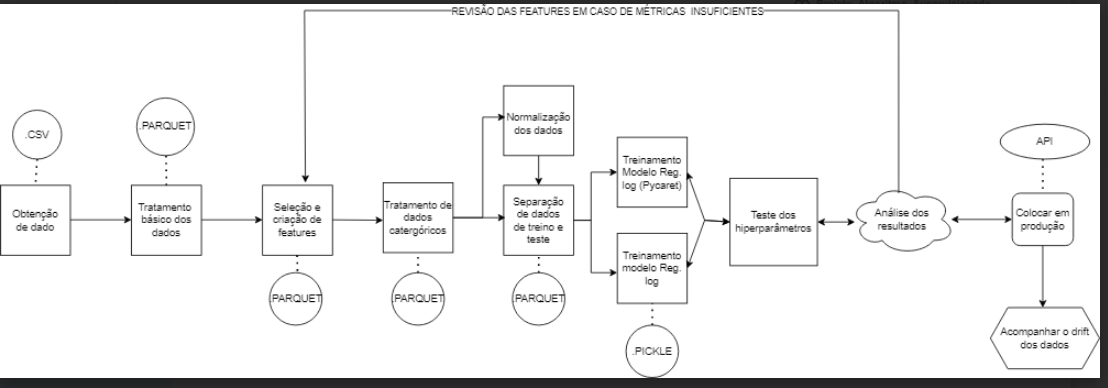 REVISÃO DAS FEATURES EM CASO DE MÉTRICAS INSUFICIENTES
.CSV
.PARQUET
Obtenção
de dado
Tratamento
básico dos
dados
Seleção e
criação de
features
.PARQUET
Tratamento de
dados
catergóricos
.PARQUET
Normalização
dos dados
Separação
de dados
de treino e
teste
.PARQUET
Treinamento
Modelo Reg.
log (Pycaret)
Treinamento
modelo Reg.
log
.PICKLE
Teste dos
hiperparâmetros
Análise dos
resultados
API
Colocar em
produção
Acompanhar o drift
dos dados